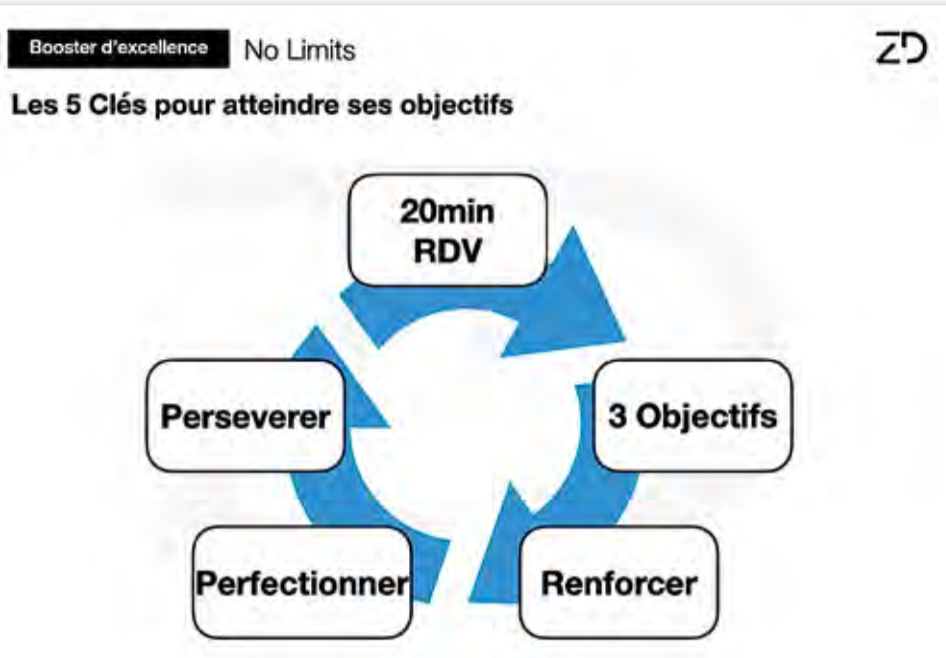 Booster d'excellence No Limits
ZD
Les 5 Clés pour atteindre ses objectifs
20min
RDV
3 Objectifs
Renforcer
Perfectionner
Perseverer